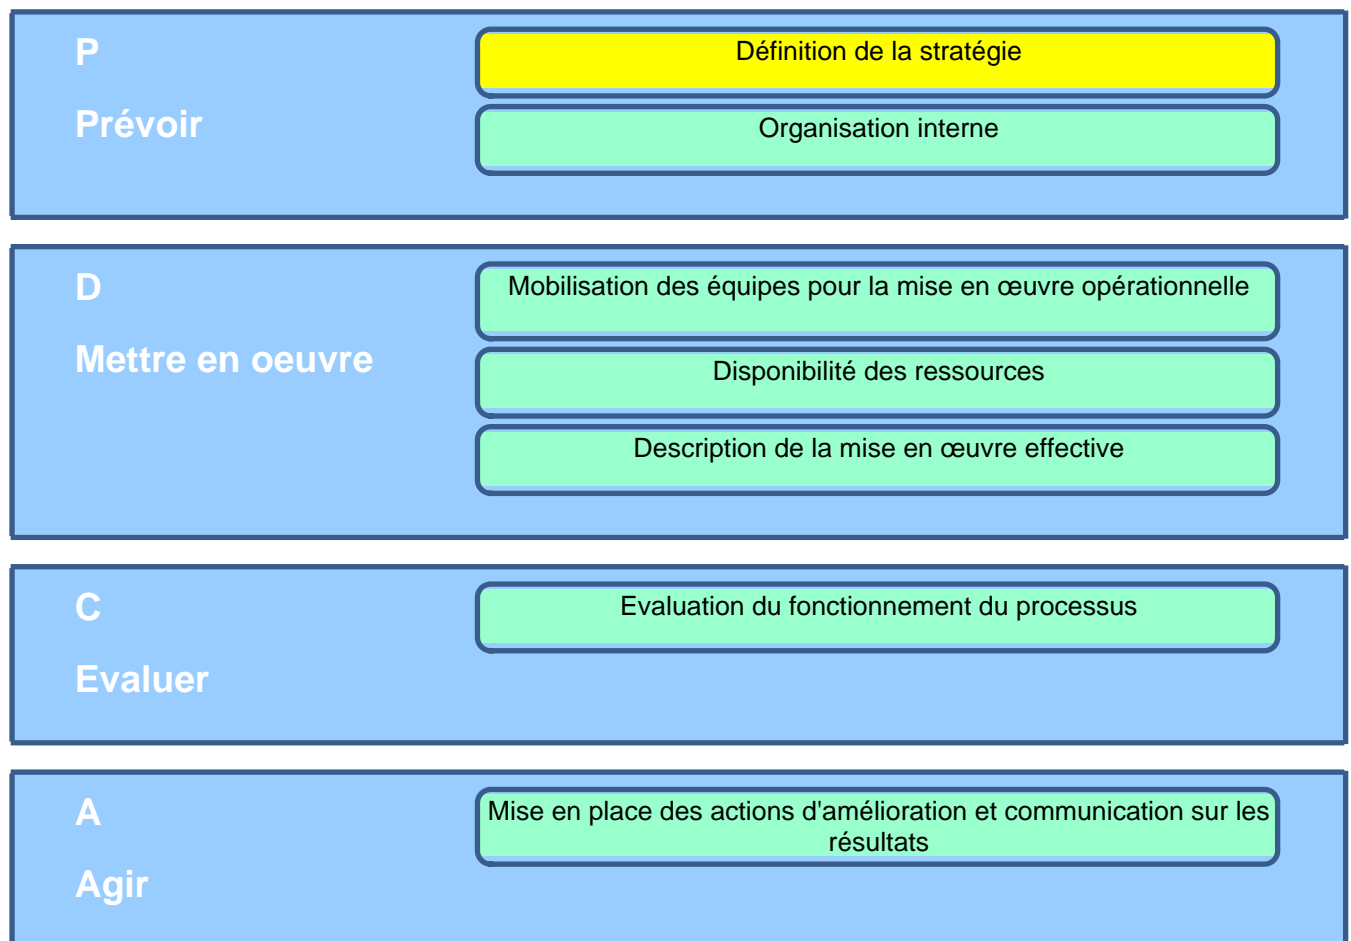 P
Définition de la stratégie
Prévoir
Organisation interne
D
Mobilisation des équipes pour la mise en œuvre opérationnelle
Mettre en oeuvre
Disponibilité des ressources
Description de la mise en œuvre effective
C
Evaluation du fonctionnement du processus
Evaluer
A
Mise en place des actions d'amélioration et communication sur les
résultats
Agir